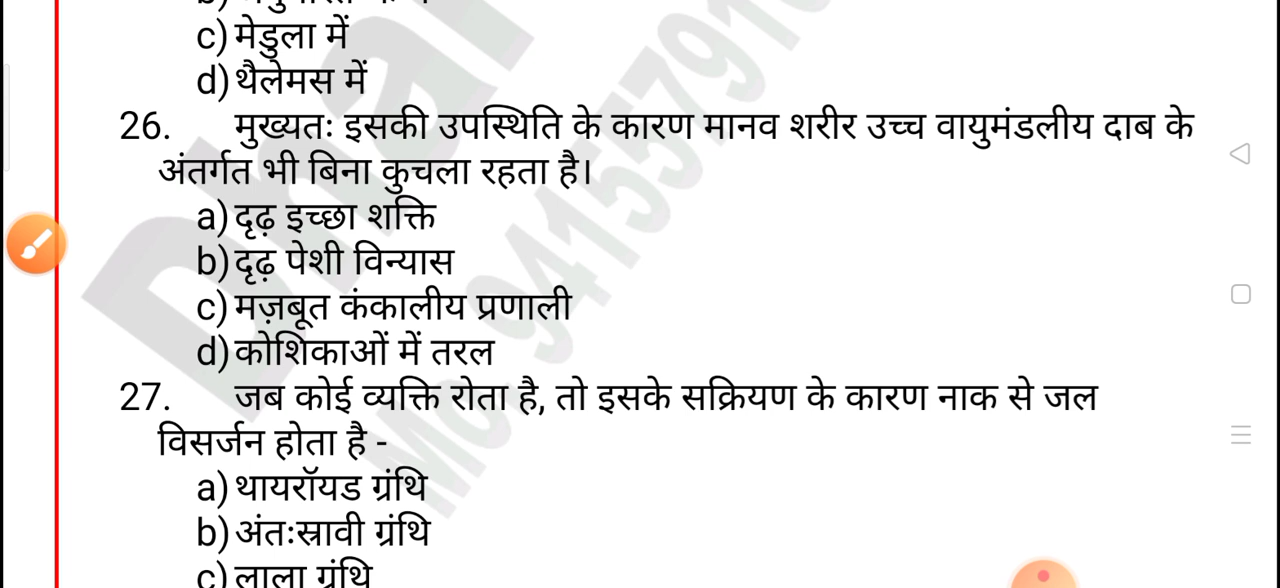 c) मेडुला में
d) थैलेमस में
26. मुख्यतः इसकी उपस्थिति के कारण मानव शरीर उच्च वायुमंडलीय दाब के
अंतर्गत भी बिना कुचला रहता है।
a) दृढ़ इच्छा शक्ति
b) दृढ़ पेशी विन्यास
c) मज़बूत कंकालीय प्रणाली
d) कोशिकाओं में तरल
27. जब कोई व्यक्ति रोता है, तो इसके सक्रियण के कारण नाक से जल
विसर्जन होता है -
a) थायरॉयड ग्रंथि
b) अंतःस्रावी ग्रंथि
c) लाला ग्रंथि